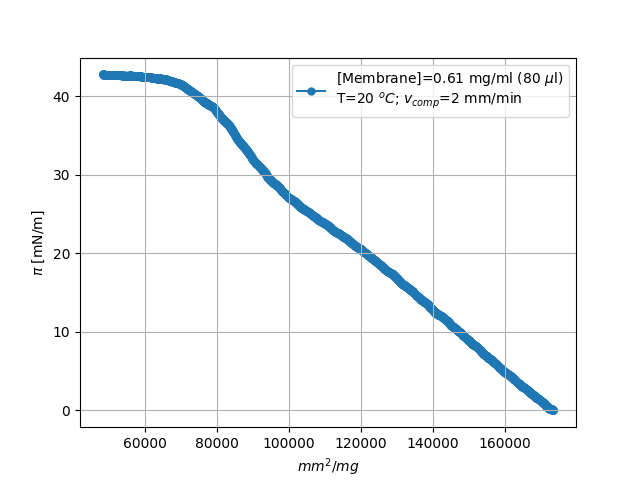 [Membrane]=0.61 mg/ml (80 μl)
T=20 °C; v_comp=2 mm/min
40
30
20
10
0
π [mN/m]
60000 80000 100000 120000 140000 160000
mm²/mg